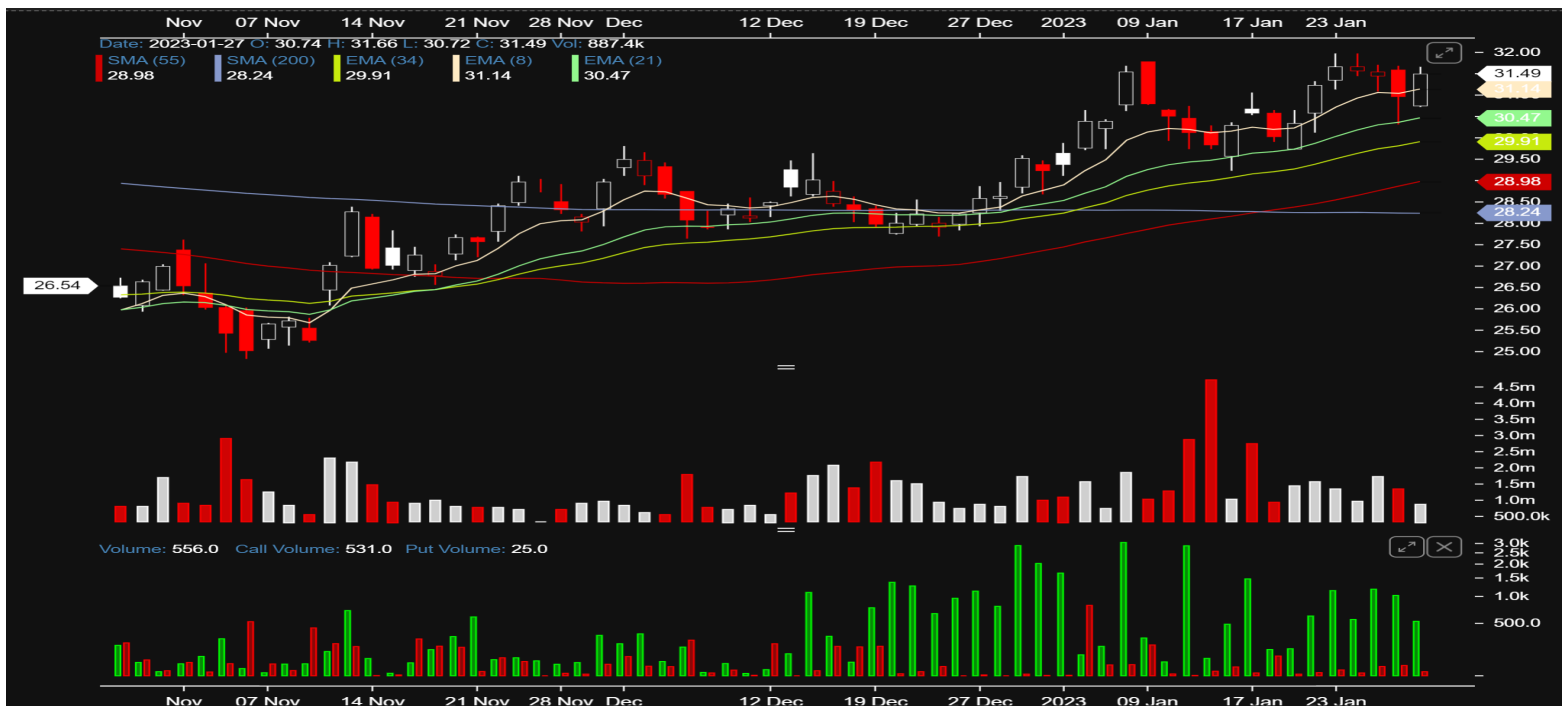 Nov 07 Nov 14 Nov 21 Nov 28 Nov Dec 12 Dec 19 Dec 27 Dec 2023 09 Jan 17 Jan 23 Jan
Date: 2023-01-27 O: 30.74 H: 31.66 L: 30.72 C: 31.49 Vol: 887.4k
SMA (55) SMA (200) EMA (34) EMA (8) EMA (21)
28.98 28.24 29.91 31.14 30.47
32.00
31.49
31.14
30.47
29.91
29.50
28.98
28.50
28.24
28.00
27.50
27.00
26.54
26.50
26.00
25.50
25.00
4.5m
4.0m
3.5m
3.0m
2.5m
2.0m
1.5m
1.0m
500.0k
Volume: 556.0 Call Volume: 531.0 Put Volume: 25.0
3.0k
2.5k
2.0k
1.5k
1.0k
500.0
Nov 07 Nov 14 Nov 21 Nov 28 Nov Dec 12 Dec 19 Dec 27 Dec 2023 09 Jan 17 Jan 23 Jan